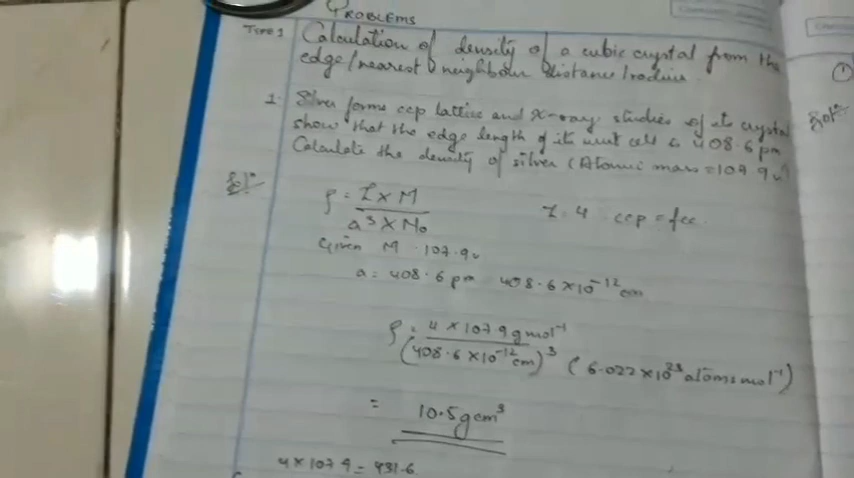 PROBLEMS
TYPE 1 Calculation of density of a cubic crystal from the
edge/nearest neighbour distance/radius
1. Silver forms ccp lattice and X-ray studies of its crystal
show that the edge length of its unit cell is 408.6 pm
Calculate the density of silver (Atomic mass = 107.9 u)
Sol:
ρ = Z × M / a³ × No Z = 4 ccp = fcc
Given M 107.9u
a = 408.6 pm 408.6 × 10⁻¹² cm
ρ = 4 × 107.9 g mol⁻¹ / (408.6 × 10⁻¹² cm)³ (6.022 × 10²³ atoms mol⁻¹)
= 10.5 g cm³
4 × 107.9 = 431.6
Sol: